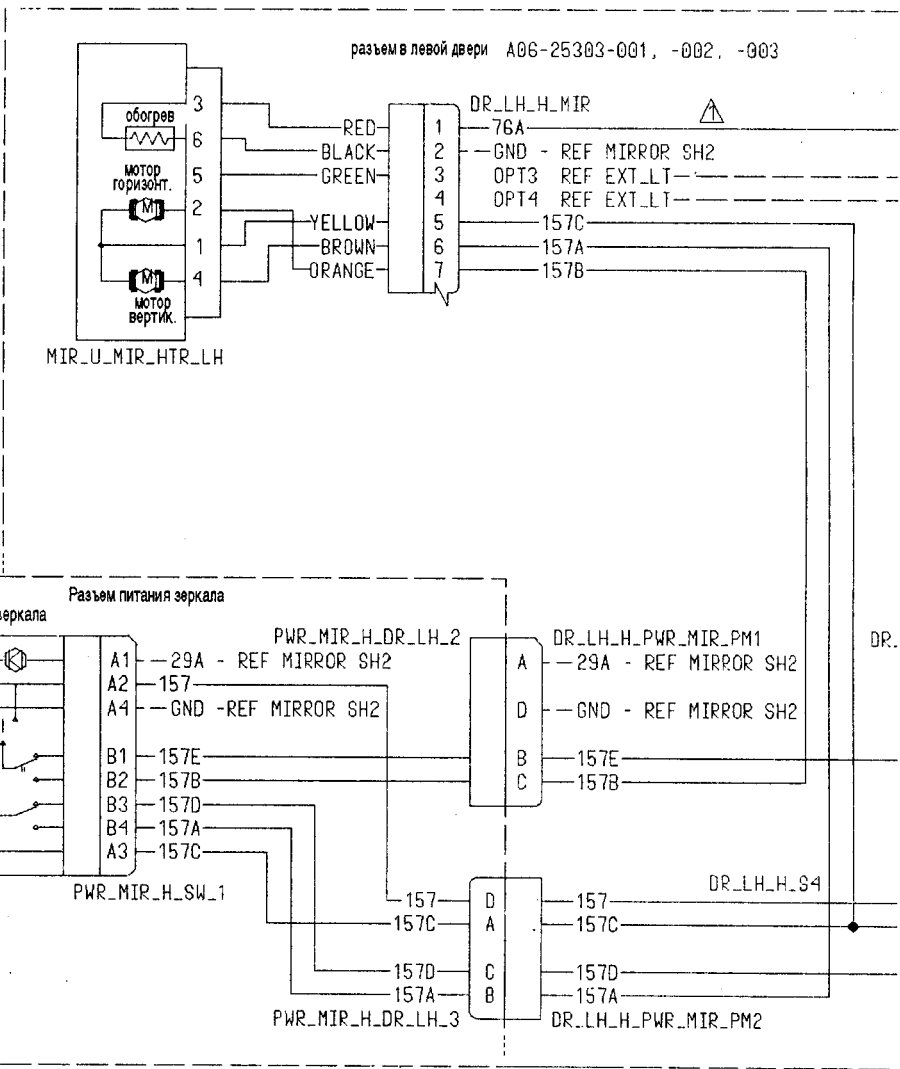 разъем в левой двери A06-25303-001, -002, -003
DR_LH_H_MIR
обогрев
3
6
мотор
горизонт.
5
2
1
4
M
M
мотор
вертик.
MIR_U_MIR_HTR_LH
RED 1 76A
BLACK 2 GND - REF MIRROR SH2
GREEN 3 OPT3 REF EXT_LT
4 OPT4 REF EXT_LT
YELLOW 5 157C
BROWN 6 157A
ORANGE 7 157B
1
Разъем питания зеркала
зеркала
PWR_MIR_H_DR_LH_2
DR_LH_H_PWR_MIR_PM1
DR_
A1 29A - REF MIRROR SH2
A 29A - REF MIRROR SH2
A2 157
A4 GND -REF MIRROR SH2
D GND - REF MIRROR SH2
B1 157E
B 157E
B2 157B
C 157B
B3 157D
B4 157A
A3 157C
PWR_MIR_H_SW_1
DR_LH_H_S4
157 D 157
157C A 157C
157D C 157D
157A B 157A
PWR_MIR_H_DR_LH_3
DR_LH_H_PWR_MIR_PM2